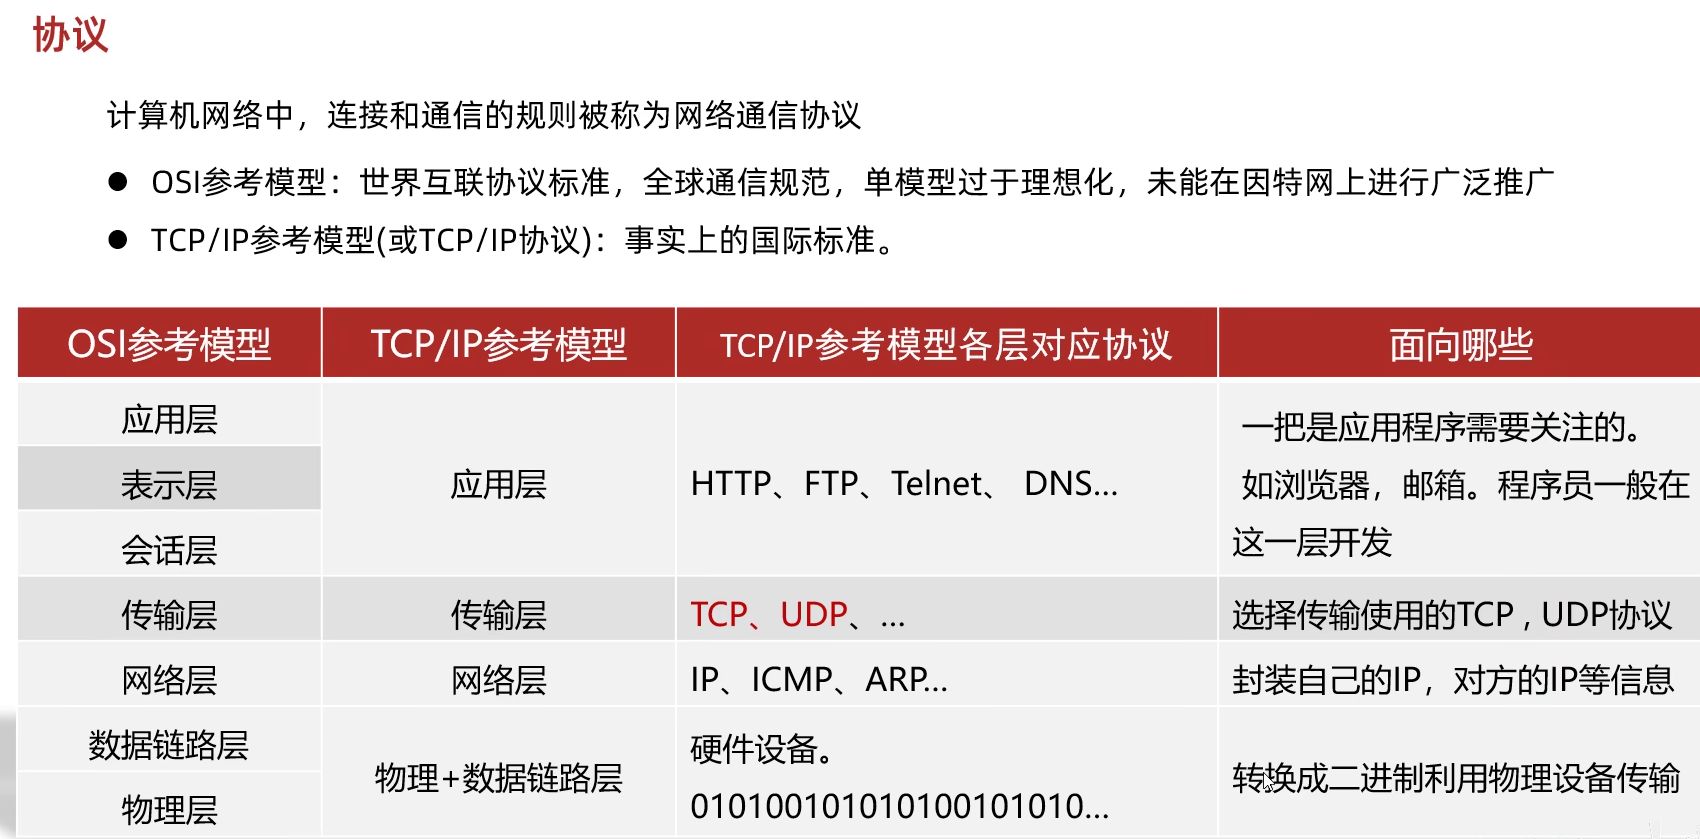 协议
计算机网络中，连接和通信的规则被称为网络通信协议
● OSI参考模型：世界互联协议标准，全球通信规范，单模型过于理想化，未能在因特网上进行广泛推广
● TCP/IP参考模型(或TCP/IP协议)：事实上的国际标准。
OSI参考模型 TCP/IP参考模型 TCP/IP参考模型各层对应协议 面向哪些
应用层
表示层
会话层
应用层
HTTP、FTP、Telnet、 DNS...
一把是应用程序需要关注的。
如浏览器，邮箱。程序员一般在
这一层开发
传输层 传输层 TCP、UDP、... 选择传输使用的TCP , UDP协议
网络层 网络层 IP、ICMP、ARP... 封装自己的IP，对方的IP等信息
数据链路层
物理层
物理+数据链路层
硬件设备。
010100101010100101010...
转换成二进制利用物理设备传输